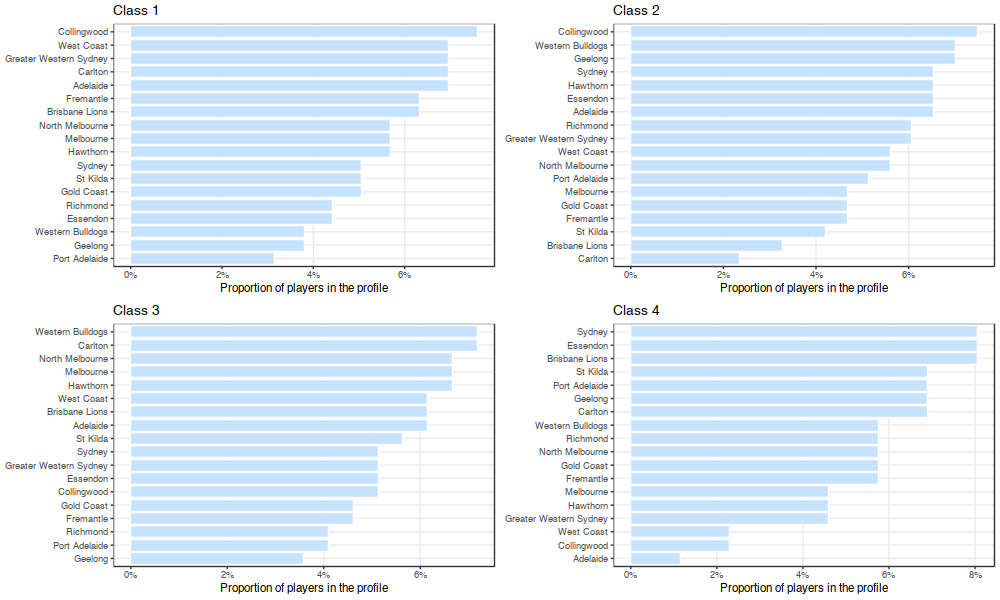 Class 1
Collingwood
West Coast
Greater Western Sydney
Carlton
Adelaide
Fremantle
Brisbane Lions
North Melbourne
Melbourne
Hawthorn
Sydney
St Kilda
Gold Coast
Richmond
Essendon
Western Bulldogs
Geelong
Port Adelaide
0% 2% 4% 6%
Proportion of players in the profile
Class 2
Collingwood
Western Bulldogs
Geelong
Sydney
Hawthorn
Essendon
Adelaide
Richmond
Greater Western Sydney
West Coast
North Melbourne
Port Adelaide
Melbourne
Gold Coast
Fremantle
St Kilda
Brisbane Lions
Carlton
0% 2% 4% 6%
Proportion of players in the profile
Class 3
Western Bulldogs
Carlton
North Melbourne
Melbourne
Hawthorn
West Coast
Brisbane Lions
Adelaide
St Kilda
Sydney
Greater Western Sydney
Essendon
Collingwood
Gold Coast
Fremantle
Richmond
Port Adelaide
Geelong
0% 2% 4% 6%
Proportion of players in the profile
Class 4
Sydney
Essendon
Brisbane Lions
St Kilda
Port Adelaide
Geelong
Carlton
Western Bulldogs
Richmond
North Melbourne
Gold Coast
Fremantle
Melbourne
Hawthorn
Greater Western Sydney
West Coast
Collingwood
Adelaide
0% 2% 4% 6% 8%
Proportion of players in the profile